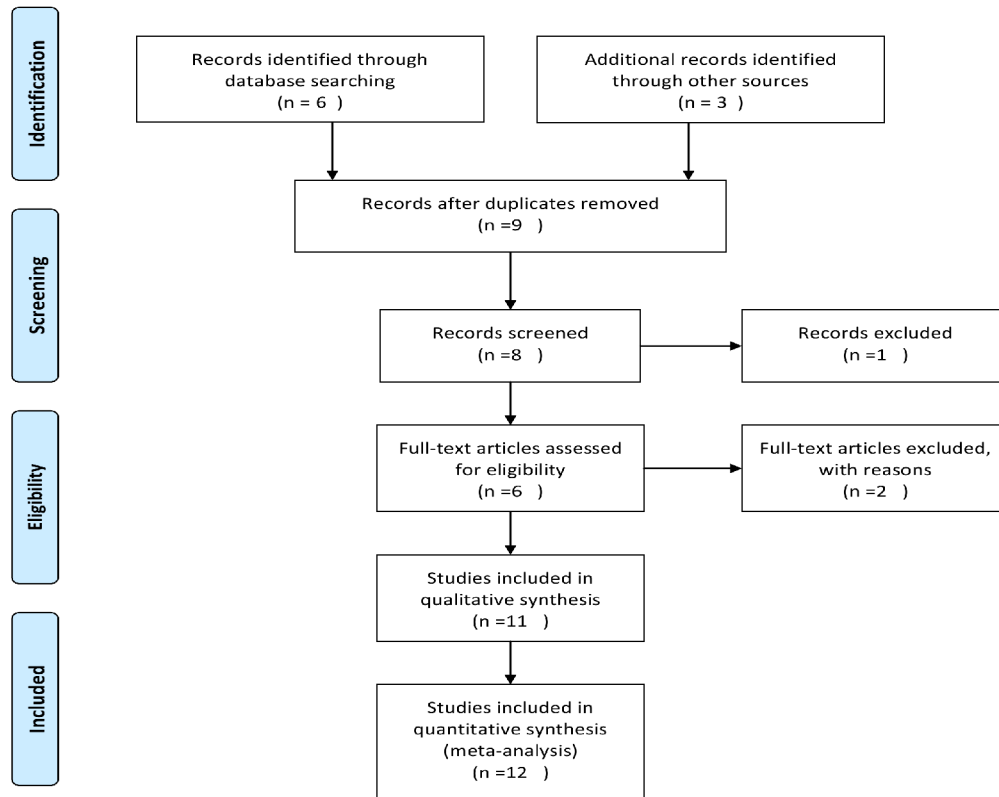 Identification
Records identified through
database searching
(n = 6   )
Additional records identified
through other sources
(n = 3   )
Records after duplicates removed
(n =9   )
Screening
Records screened
(n =8   )
Records excluded
(n =1   )
Eligibility
Full-text articles assessed
for eligibility
(n =6   )
Full-text articles excluded,
with reasons
(n =2   )
Studies included in
qualitative synthesis
(n =11   )
Included
Studies included in
quantitative synthesis
(meta-analysis)
(n =12   )